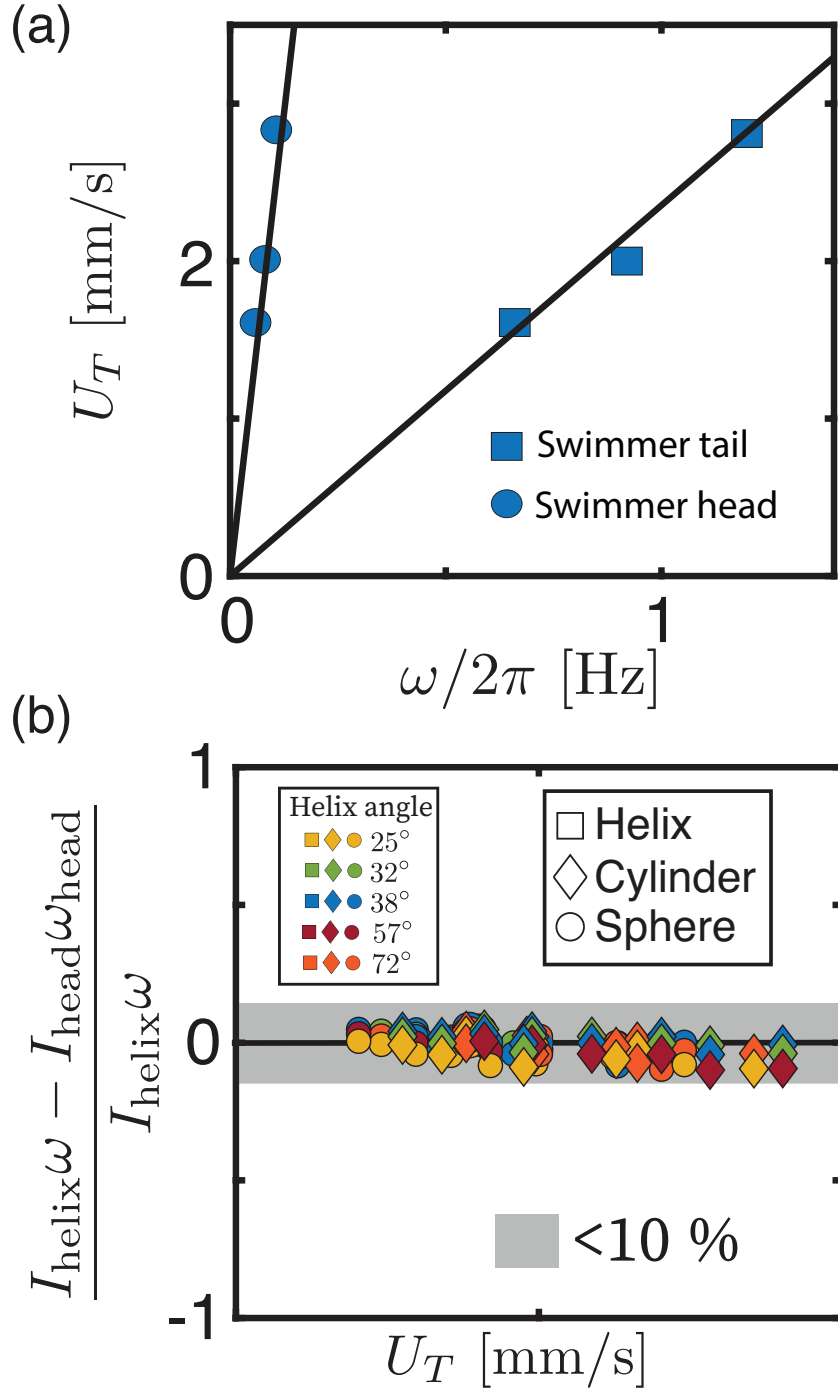 (a)
U_T [mm/s]
2
0
Swimmer tail
Swimmer head
0 1
ω/2π [Hz]
(b)
I_helix ω − I_head ω_head
I_helix ω
1
0
-1
Helix angle
25°
32°
38°
57°
72°
Helix
Cylinder
Sphere
<10 %
U_T [mm/s]